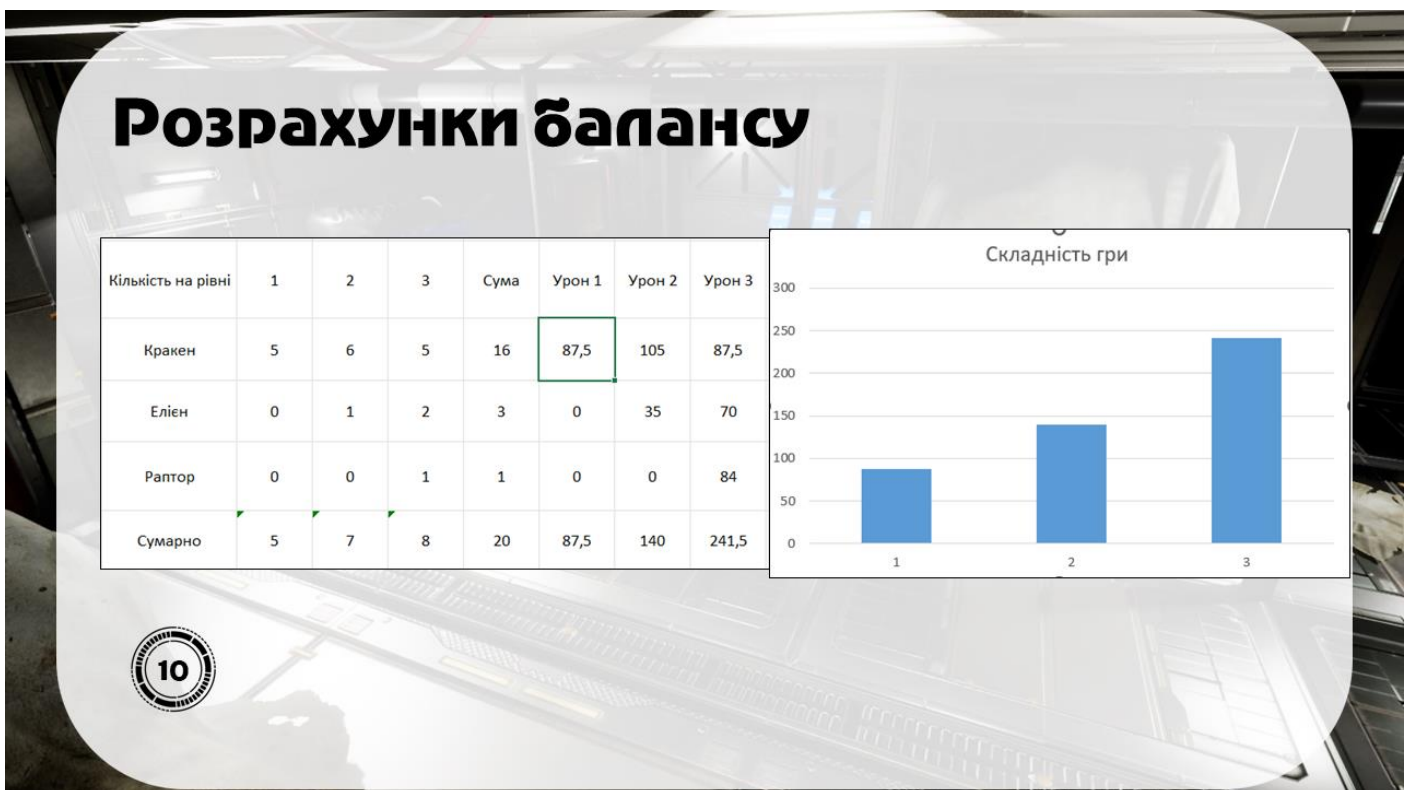 Розрахунки балансу
Кількість на рівні 1 2 3 Сума Урон 1 Урон 2 Урон 3
Кракен 5 6 5 16 87,5 105 87,5
Елієн 0 1 2 3 0 35 70
Раптор 0 0 1 1 0 0 84
Сумарно 5 7 8 20 87,5 140 241,5
Складність гри
300
250
200
150
100
50
0
1 2 3
10